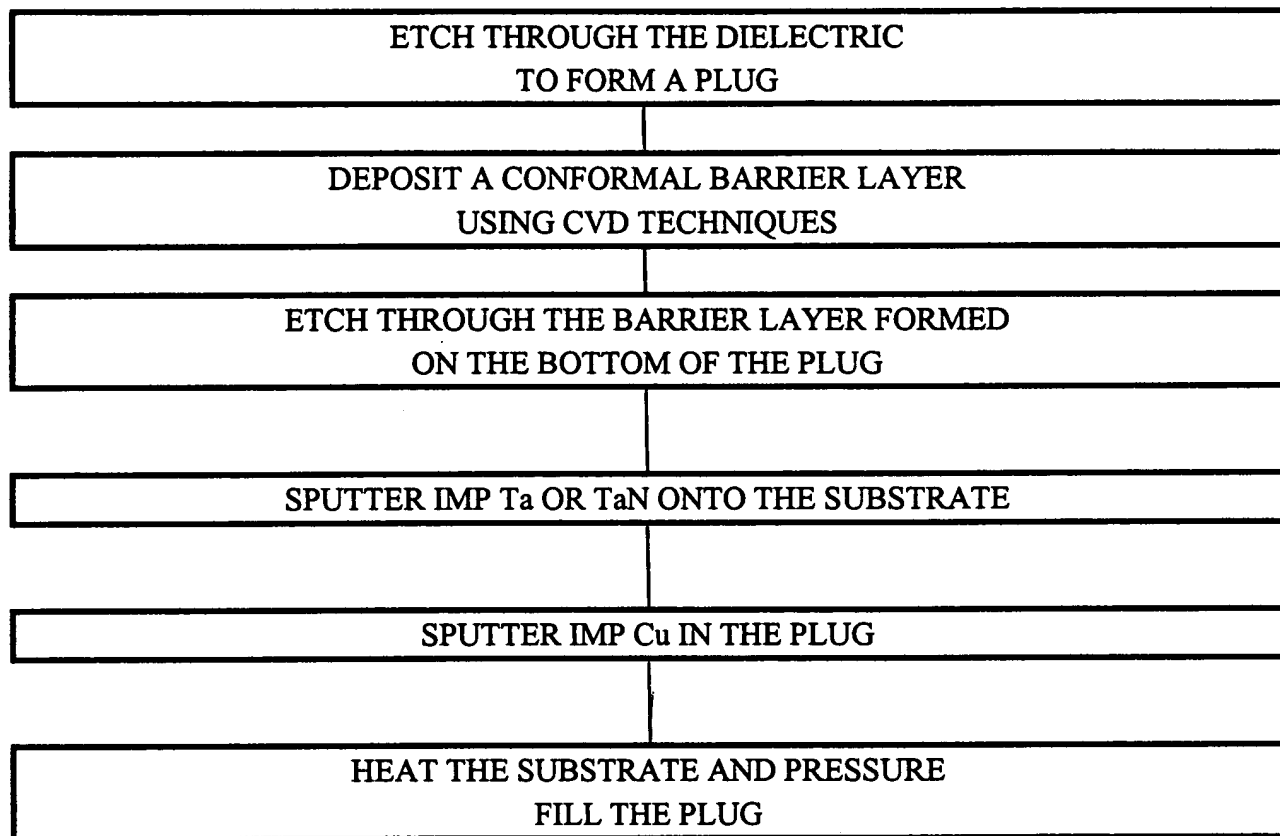 ETCH THROUGH THE DIELECTRIC
TO FORM A PLUG
DEPOSIT A CONFORMAL BARRIER LAYER
USING CVD TECHNIQUES
ETCH THROUGH THE BARRIER LAYER FORMED
ON THE BOTTOM OF THE PLUG
SPUTTER IMP Ta OR TaN ONTO THE SUBSTRATE
SPUTTER IMP Cu IN THE PLUG
HEAT THE SUBSTRATE AND PRESSURE
FILL THE PLUG